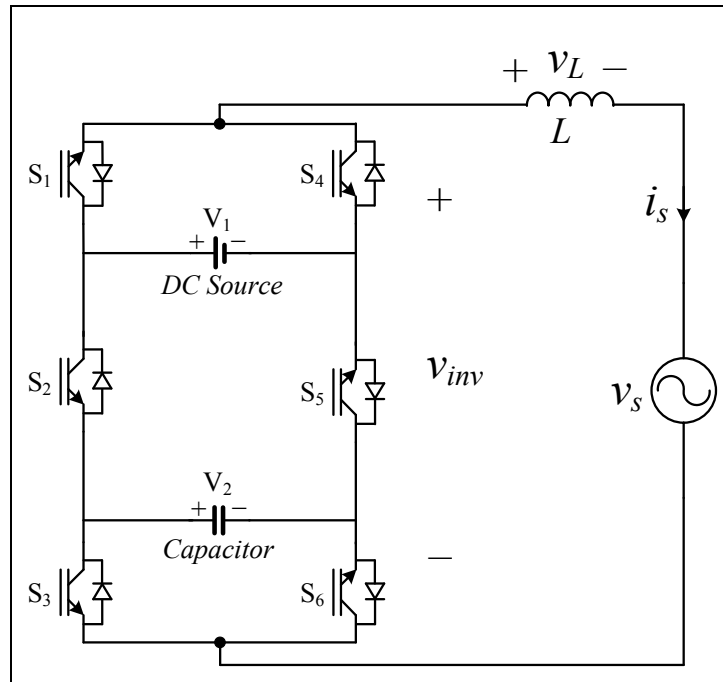 + v_L −
L
S₁
S₄
V₁
+ −
DC Source
+
i_s
S₂
S₅
v_inv
v_s
V₂
+ −
Capacitor
−
S₃
S₆